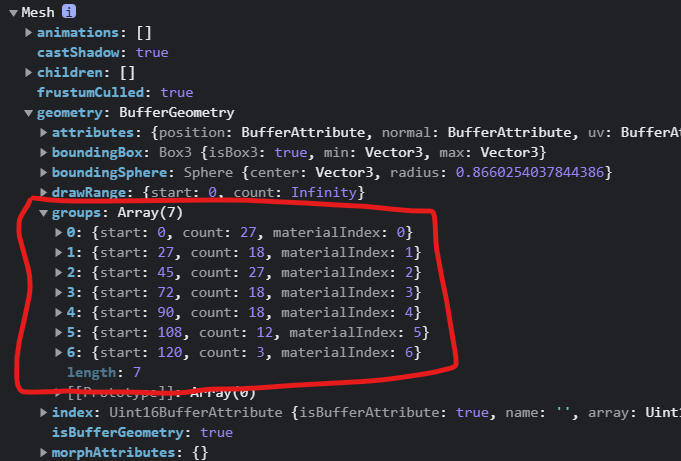 Mesh i
animations: []
castShadow: true
children: []
frustumCulled: true
geometry: BufferGeometry
attributes: {position: BufferAttribute, normal: BufferAttribute, uv: BufferA
boundingBox: Box3 {isBox3: true, min: Vector3, max: Vector3}
boundingSphere: Sphere {center: Vector3, radius: 0.8660254037844386}
drawRange: {start: 0, count: Infinity}
groups: Array(7)
0: {start: 0, count: 27, materialIndex: 0}
1: {start: 27, count: 18, materialIndex: 1}
2: {start: 45, count: 27, materialIndex: 2}
3: {start: 72, count: 18, materialIndex: 3}
4: {start: 90, count: 18, materialIndex: 4}
5: {start: 108, count: 12, materialIndex: 5}
6: {start: 120, count: 3, materialIndex: 6}
length: 7
[[Prototype]]: Array(0)
index: Uint16BufferAttribute {isBufferAttribute: true, name: '', array: Uint1
isBufferGeometry: true
morphAttributes: {}